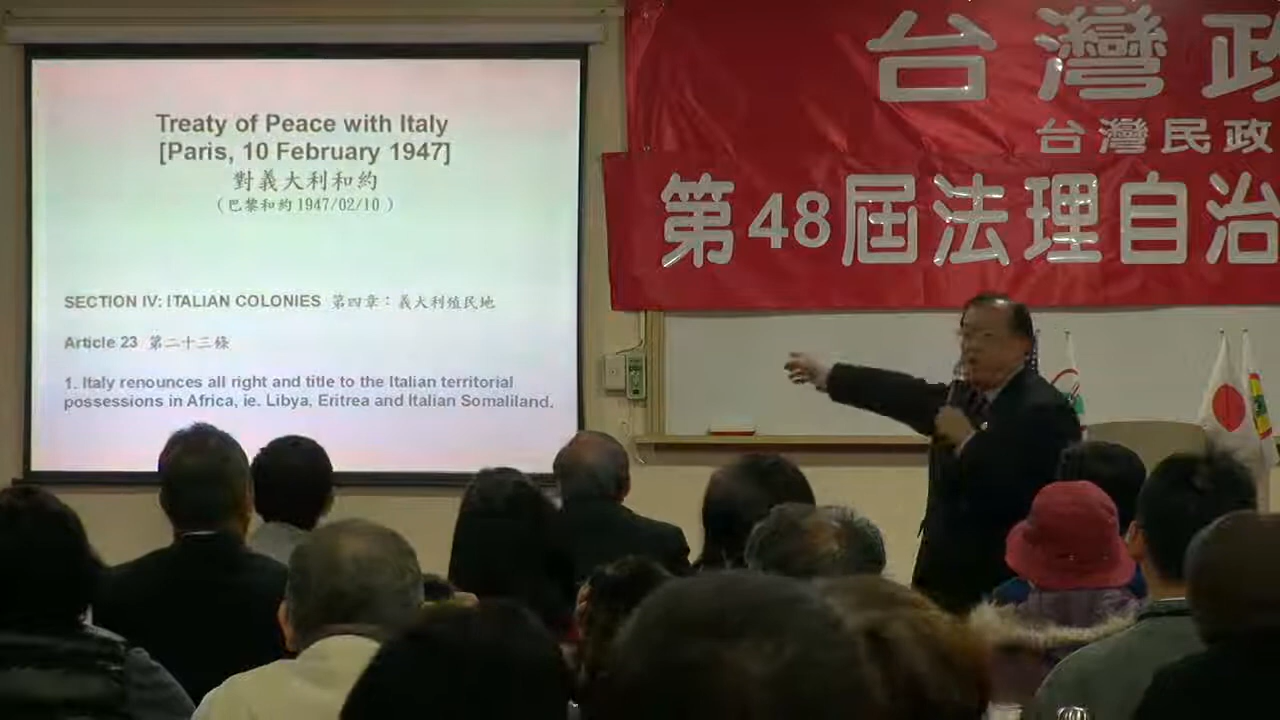 Treaty of Peace with Italy
[Paris, 10 February 1947]
對義大利和約
（巴黎和約 1947/02/10 ）
SECTION IV: ITALIAN COLONIES 第四章：義大利殖民地
Article 23 第二十三條
1. Italy renounces all right and title to the Italian territorial
possessions in Africa, ie. Libya, Eritrea and Italian Somaliland.
台灣政
台灣民政
第48屆法理自治